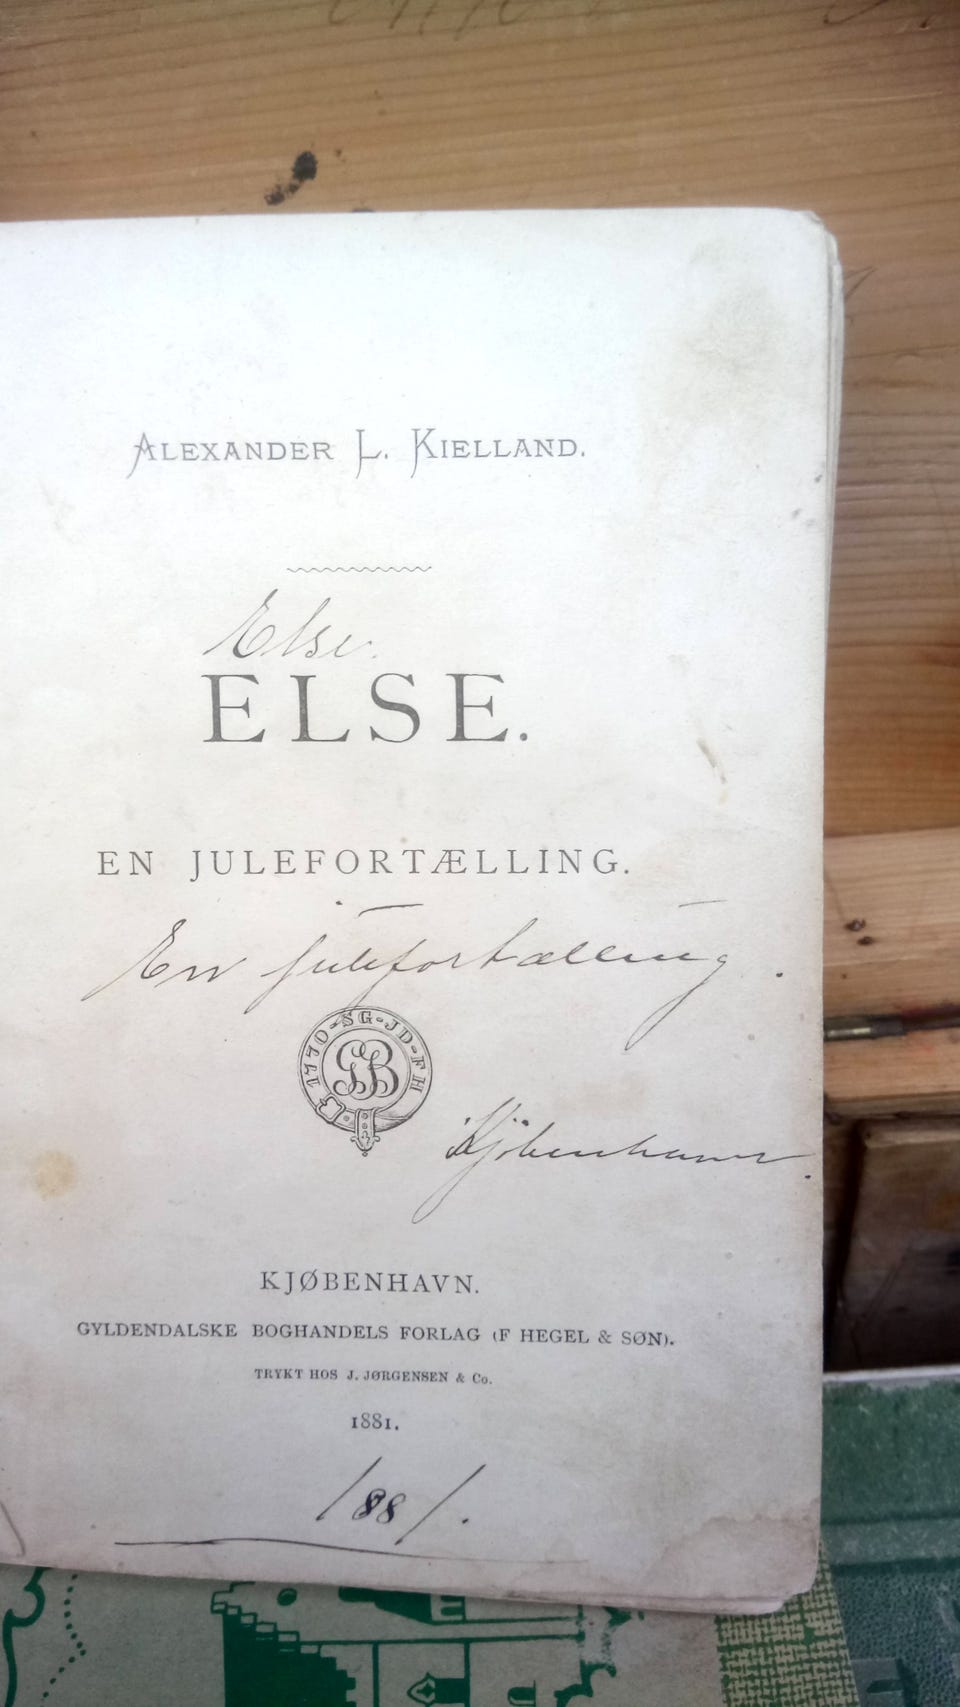 ALEXANDER L. KIELLAND.
Else.
ELSE.
EN JULEFORTÆLLING.
En julefortælling.
1770-SG-JD-FH
GB
Kjøbenhavn.
KJØBENHAVN.
GYLDENDALSKE BOGHANDELS FORLAG (F HEGEL & SØN).
TRYKT HOS J. JØRGENSEN & Co.
1881.
1881.